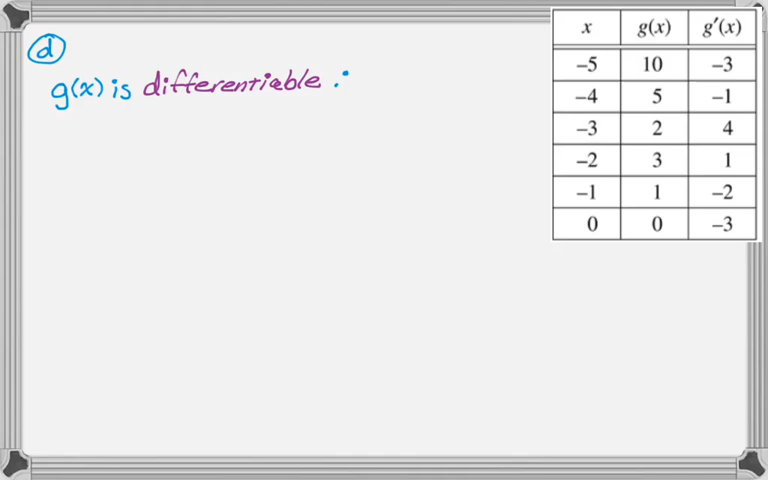 d
g(x) is differentiable ∴
x g(x) g′(x)
–5 10 –3
–4 5 –1
–3 2 4
–2 3 1
–1 1 –2
0 0 –3